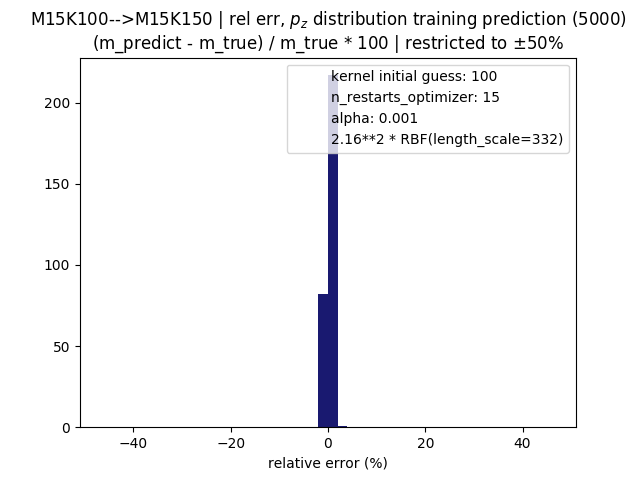 M15K100-->M15K150 | rel err, p_z distribution training prediction (5000)
(m_predict - m_true) / m_true * 100 | restricted to ±50%
kernel initial guess: 100
n_restarts_optimizer: 15
alpha: 0.001
2.16**2 * RBF(length_scale=332)
200
150
100
50
0
−40 −20 0 20 40
relative error (%)